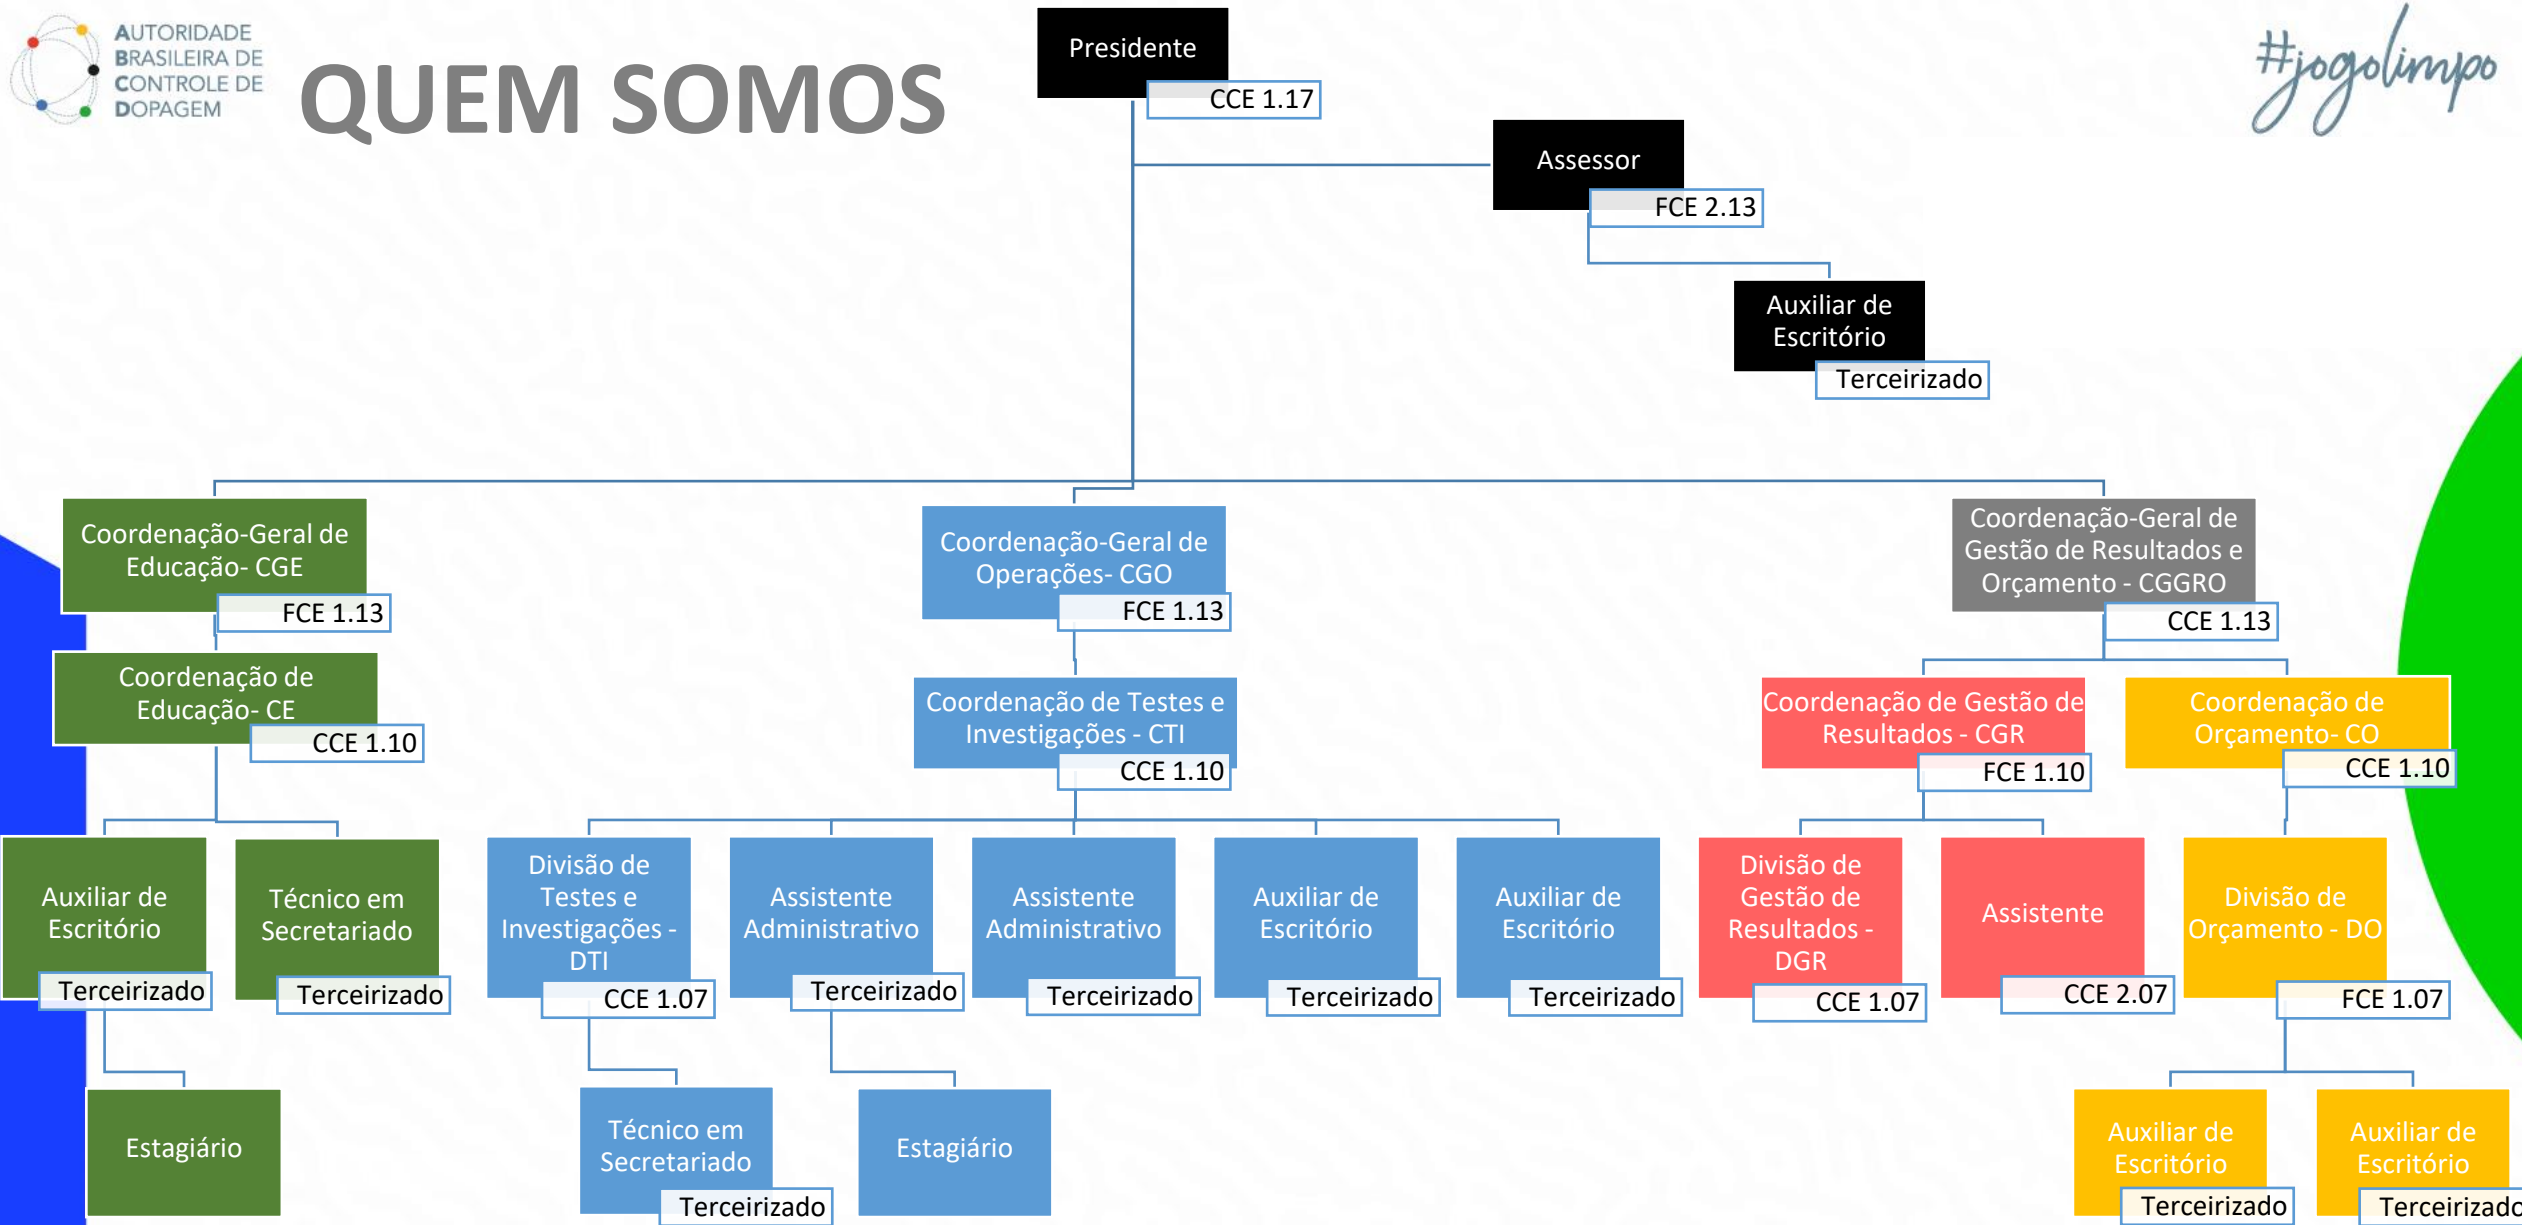 AUTORIDADE
BRASILEIRA DE
CONTROLE DE
DOPAGEM
QUEM SOMOS
#jogolimpo
Presidente
CCE 1.17
Assessor
FCE 2.13
Auxiliar de
Escritório
Terceirizado
Coordenação-Geral de
Educação- CGE
FCE 1.13
Coordenação-Geral de
Operações- CGO
FCE 1.13
Coordenação-Geral de
Gestão de Resultados e
Orçamento - CGGRO
CCE 1.13
Coordenação de
Educação- CE
CCE 1.10
Coordenação de Testes e
Investigações - CTI
CCE 1.10
Coordenação de Gestão de
Resultados - CGR
FCE 1.10
Coordenação de
Orçamento- CO
CCE 1.10
Auxiliar de
Escritório
Terceirizado
Técnico em
Secretariado
Terceirizado
Divisão de
Testes e
Investigações -
DTI
CCE 1.07
Assistente
Administrativo
Terceirizado
Assistente
Administrativo
Terceirizado
Auxiliar de
Escritório
Terceirizado
Auxiliar de
Escritório
Terceirizado
Divisão de
Gestão de
Resultados -
DGR
CCE 1.07
Assistente
CCE 2.07
Divisão de
Orçamento - DO
FCE 1.07
Estagiário
Técnico em
Secretariado
Terceirizado
Estagiário
Auxiliar de
Escritório
Terceirizado
Auxiliar de
Escritório
Terceirizado